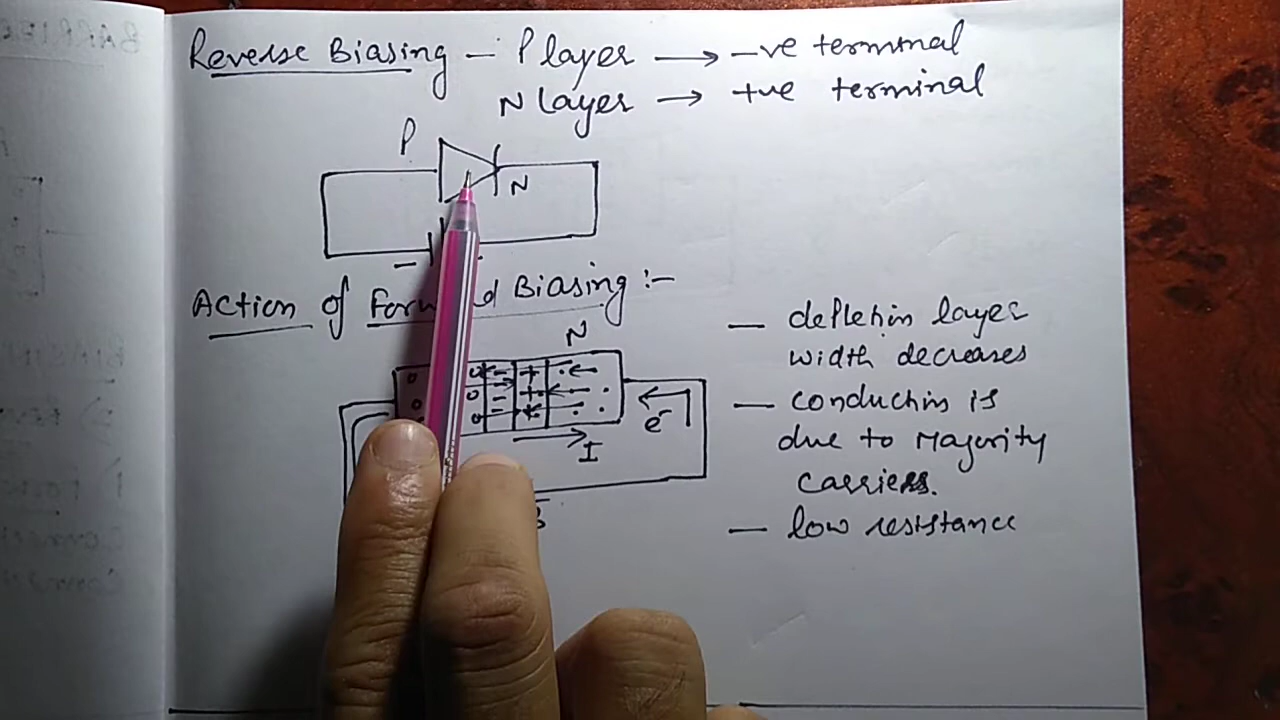 Reverse Biasing - P layer → -ve terminal
N layer → +ve terminal
P
N
-
Action of Forward Biasing :-
N
e-
I
- depletion layer
width decreases
- conduction is
due to Majority
carriers.
- low resistance